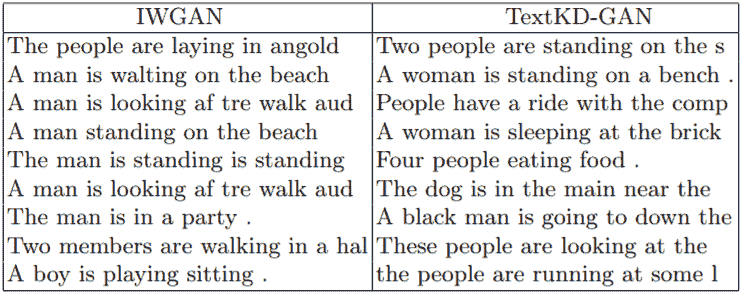 IWGAN TextKD-GAN
The people are laying in angold Two people are standing on the s
A man is walting on the beach A woman is standing on a bench .
A man is looking af tre walk aud People have a ride with the comp
A man standing on the beach A woman is sleeping at the brick
The man is standing is standing Four people eating food .
A man is looking af tre walk aud The dog is in the main near the
The man is in a party . A black man is going to down the
Two members are walking in a hal These people are looking at the
A boy is playing sitting . the people are running at some l